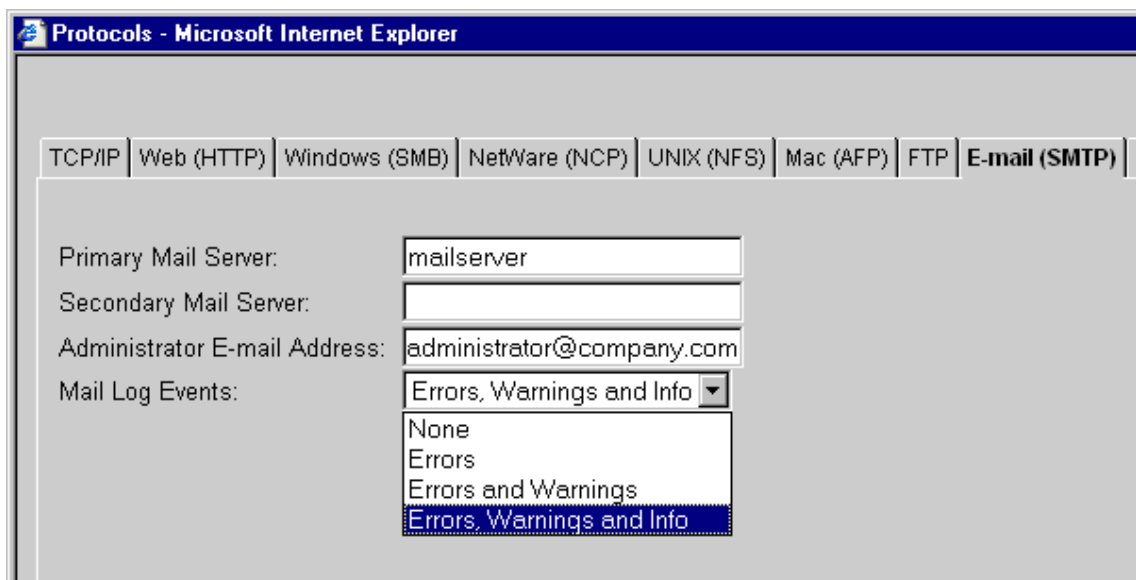 Protocols - Microsoft Internet Explorer
TCP/IP Web (HTTP) Windows (SMB) NetWare (NCP) UNIX (NFS) Mac (AFP) FTP E-mail (SMTP)
Primary Mail Server: mailserver
Secondary Mail Server:
Administrator E-mail Address: administrator@company.com
Mail Log Events: Errors, Warnings and Info
None
Errors
Errors and Warnings
Errors, Warnings and Info